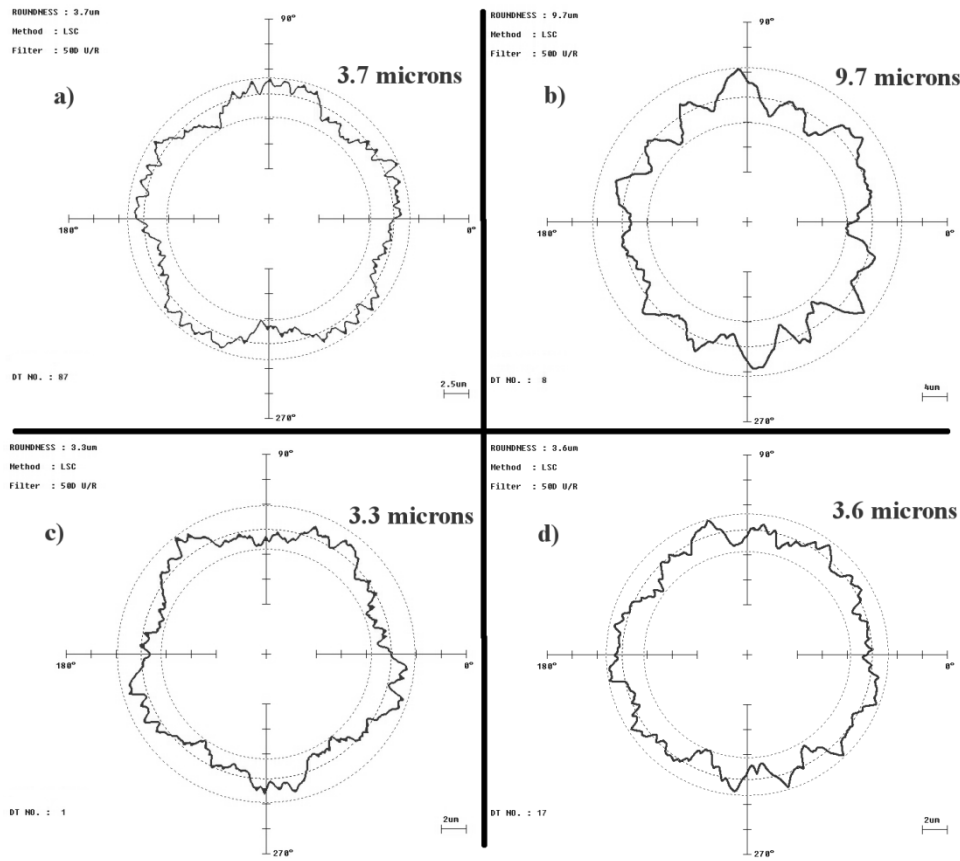 ROUNDNESS : 3.7um
Method : LSC
Filter : 50D U/R
90°
3.7 microns
a)
180°
0°
DT NO. : 87
2.5um
270°
ROUNDNESS : 9.7um
Method : LSC
Filter : 50D U/R
90°
9.7 microns
b)
180°
0°
DT NO. : 8
4um
270°
ROUNDNESS : 3.3um
Method : LSC
Filter : 50D U/R
90°
3.3 microns
c)
180°
0°
DT NO. : 1
2um
270°
ROUNDNESS : 3.6um
Method : LSC
Filter : 50D U/R
90°
3.6 microns
d)
180°
0°
DT NO. : 17
2um
270°